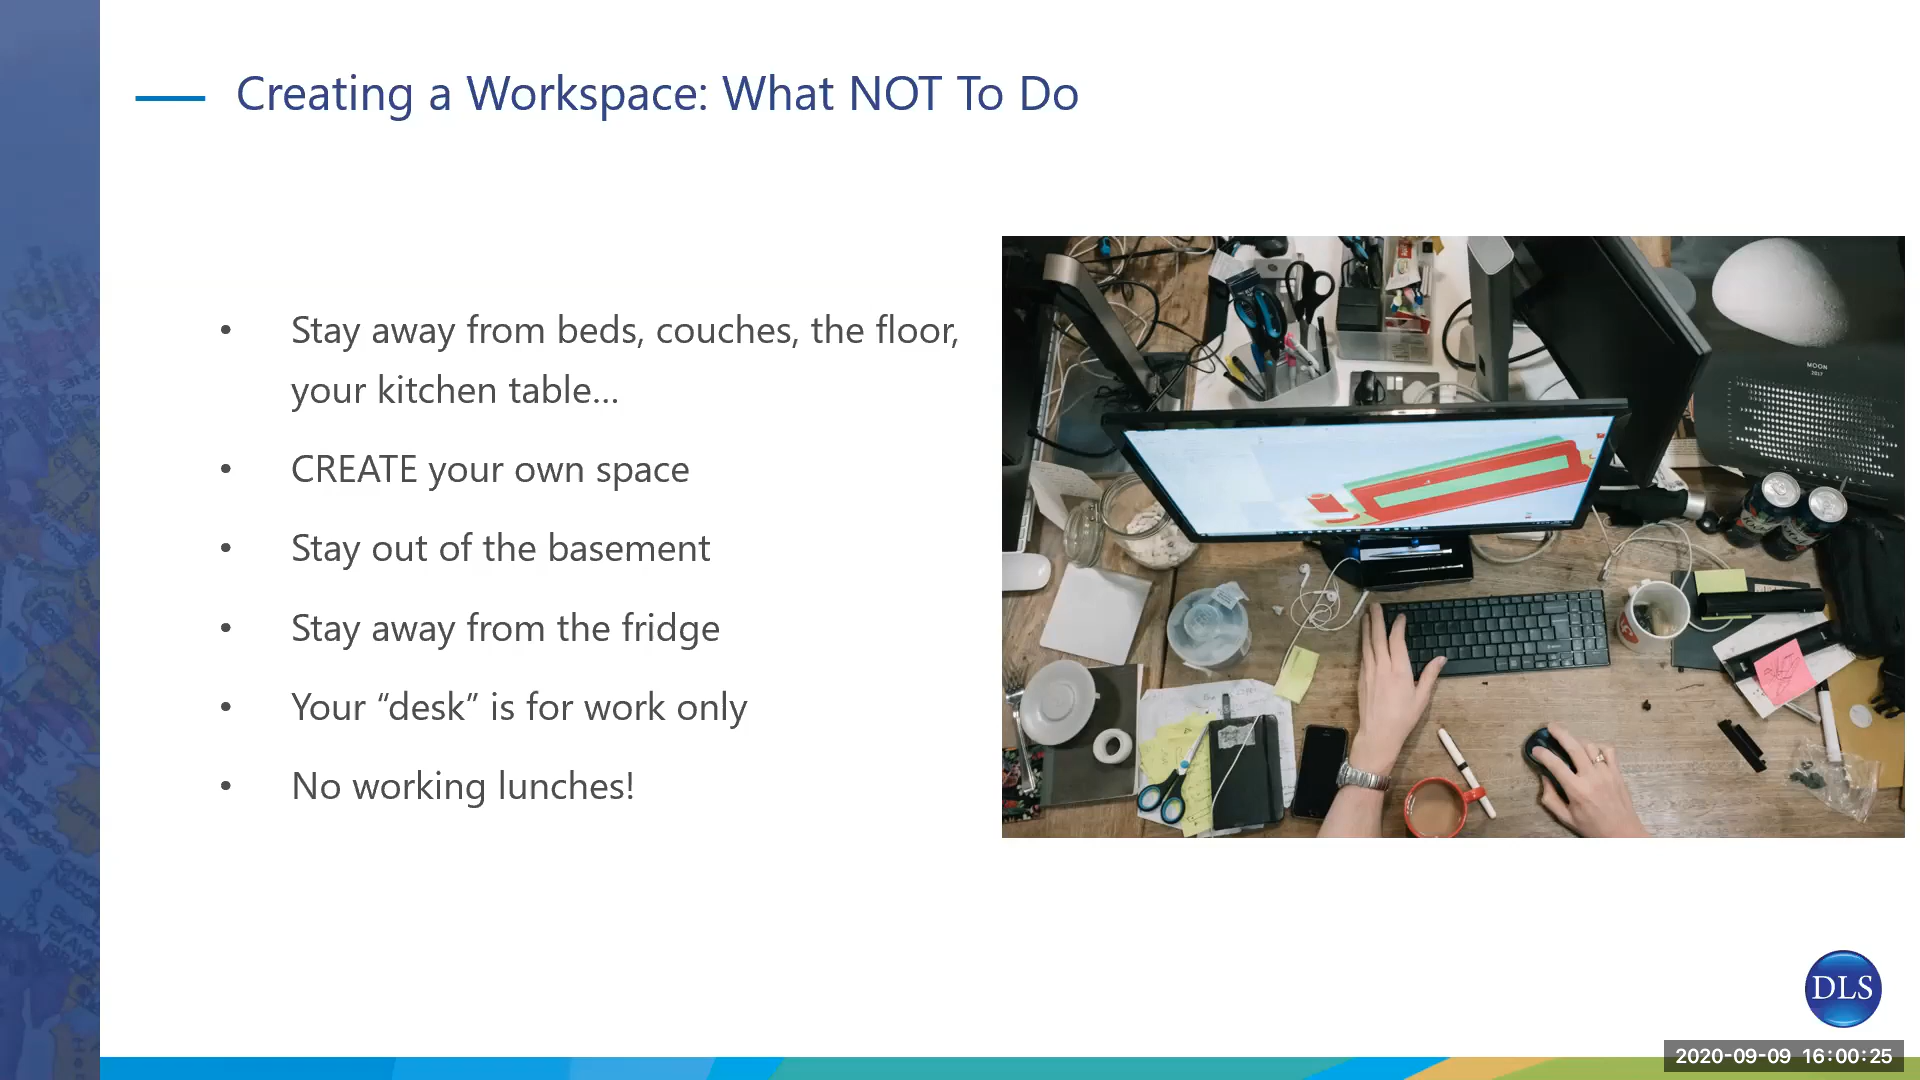 Creating a Workspace: What NOT To Do
• Stay away from beds, couches, the floor,
your kitchen table...
• CREATE your own space
• Stay out of the basement
• Stay away from the fridge
• Your “desk” is for work only
• No working lunches!
MOON
2017
DLS
2020-09-09 16:00:25